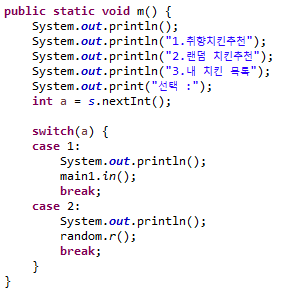 public static void m() {
System.out.println();
System.out.println("1.취향치킨추천");
System.out.println("2.랜덤 치킨추천");
System.out.println("3.내 치킨 목록");
System.out.print("선택 :");
int a = s.nextInt();
switch(a) {
case 1:
System.out.println();
main1.in();
break;
case 2:
System.out.println();
random.r();
break;
}
}